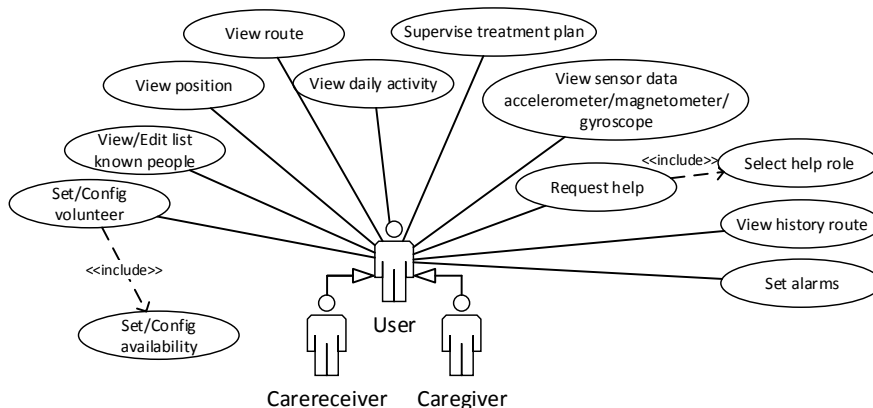 View route
Supervise treatment plan
View position
View daily activity
View sensor data
accelerometer/magnetometer/
gyroscope
View/Edit list
known people
<<include>>
Select help role
Request help
Set/Config
volunteer
View history route
<<include>>
Set alarms
Set/Config
availability
User
Carereceiver
Caregiver